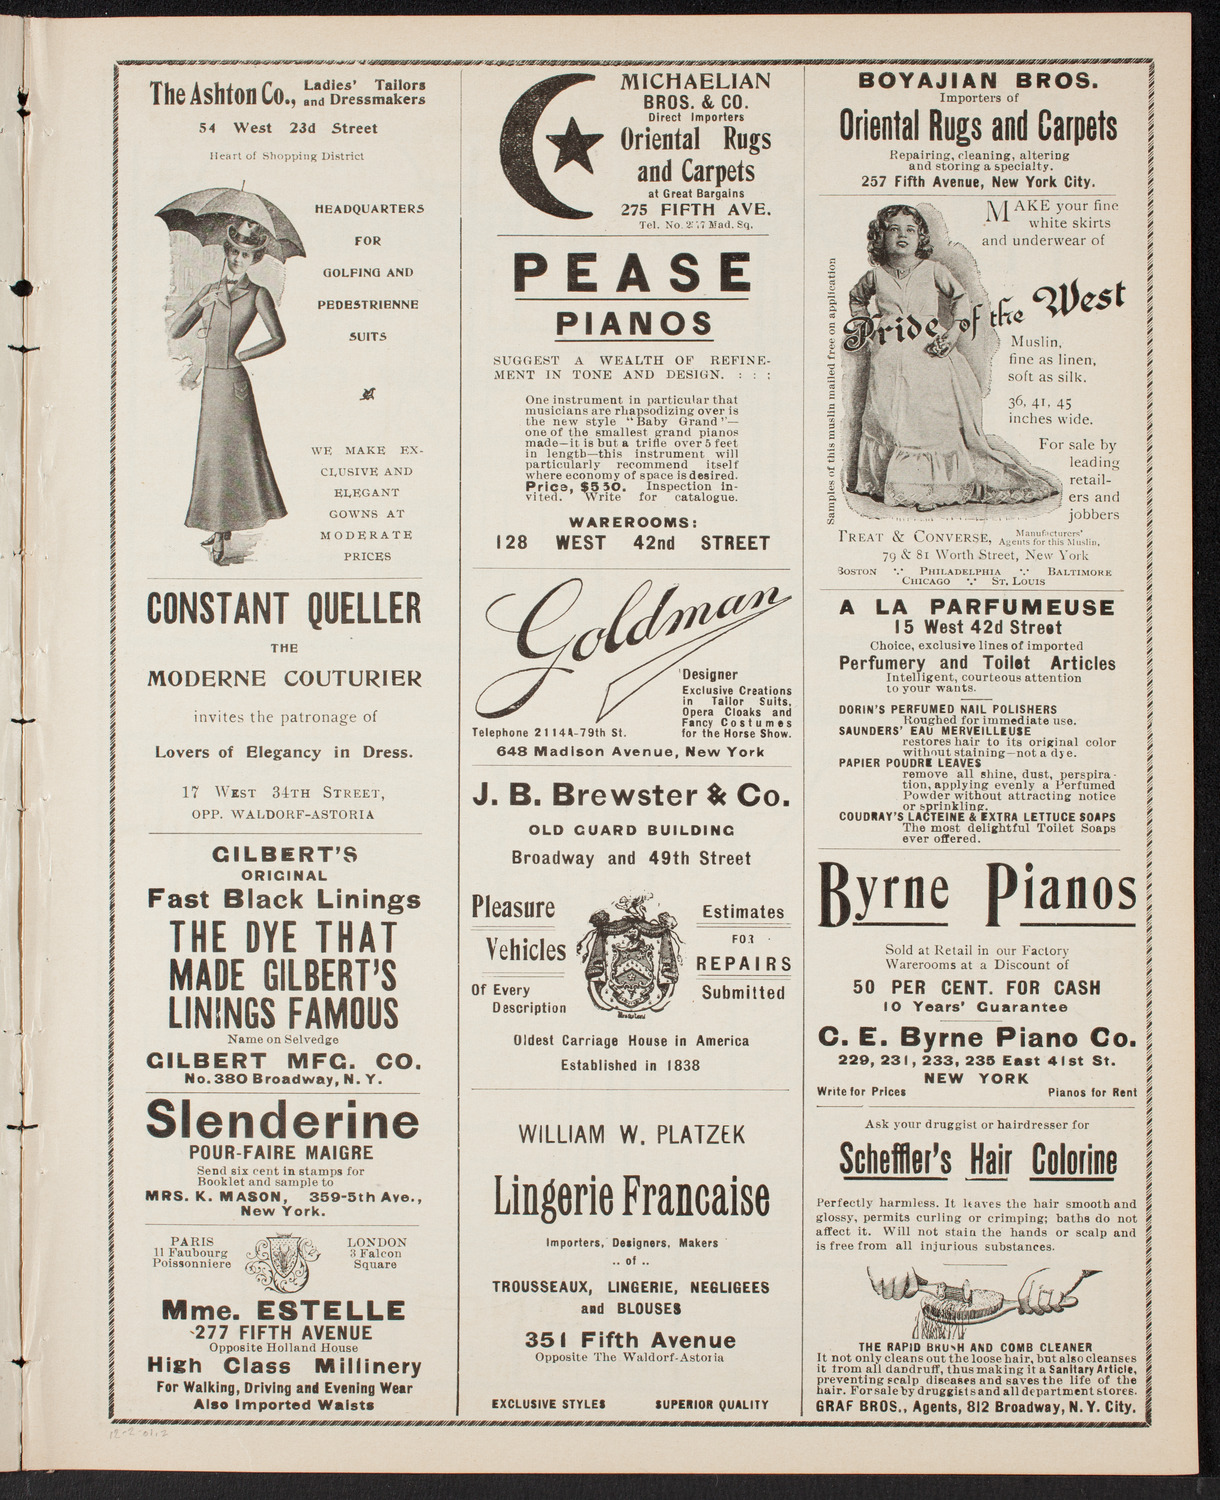 The Ashton Co., Ladies' Tailors
and Dressmakers
54 West 23d Street
Heart of Shopping District
HEADQUARTERS
FOR
GOLFING AND
PEDESTRIENNE
SUITS
WE MAKE EX-
CLUSIVE AND
ELEGANT
GOWNS AT
MODERATE
PRICES
CONSTANT QUELLER
THE
MODERNE COUTURIER
invites the patronage of
Lovers of Elegancy in Dress.
17 WEST 34TH STREET,
OPP. WALDORF-ASTORIA
GILBERT'S
ORIGINAL
Fast Black Linings
THE DYE THAT
MADE GILBERT'S
LININGS FAMOUS
Name on Selvedge
GILBERT MFG. CO.
No. 380 Broadway, N. Y.
Slenderine
POUR-FAIRE MAIGRE
Send six cent in stamps for
Booklet and sample to
MRS. K. MASON, 359-5th Ave.,
New York.
PARIS
11 Faubourg
Poissonniere
LONDON
3 Falcon
Square
Mme. ESTELLE
277 FIFTH AVENUE
Opposite Holland House
High Class Millinery
For Walking, Driving and Evening Wear
Also Imported Waists
12-2-01.2
MICHAELIAN
BROS. & CO.
Direct Importers
Oriental Rugs
and Carpets
at Great Bargains
275 FIFTH AVE.
Tel. No. Mad. Sq.
PEASE
PIANOS
SUGGEST A WEALTH OF REFINE-
MENT IN TONE AND DESIGN. : : :
One instrument in particular that
musicians are rhapsodizing over is
the new style "Baby Grand"—
one of the smallest grand pianos
made—it is but a trifle over 5 feet
in length—this instrument will
particularly recommend itself
where economy of space is desired.
Price, $550. Inspection in-
vited. Write for catalogue.
WAREROOMS:
128 WEST 42nd STREET
Goldman
Designer
Exclusive Creations
in Tailor Suits,
Opera Cloaks and
Fancy Costumes
for the Horse Show.
Telephone 2114A-79th St.
648 Madison Avenue, New York
J. B. Brewster & Co.
OLD GUARD BUILDING
Broadway and 49th Street
Pleasure
Vehicles
Of Every
Description
Estimates
FOR
REPAIRS
Submitted
Oldest Carriage House in America
Established in 1838
WILLIAM W. PLATZEK
Lingerie Francaise
Importers, Designers, Makers
.. of ..
TROUSSEAUX, LINGERIE, NEGLIGEES
and BLOUSES
351 Fifth Avenue
Opposite The Waldorf-Astoria
EXCLUSIVE STYLES SUPERIOR QUALITY
BOYAJIAN BROS.
Importers of
Oriental Rugs and Carpets
Repairing, cleaning, altering
and storing a specialty.
257 Fifth Avenue, New York City.
MAKE your fine
white skirts
and underwear of
Pride of the West
Muslin,
fine as linen,
soft as silk.
36, 41, 45
inches wide.
For sale by
leading
retail-
ers and
jobbers
Samples of this muslin mailed free on application
TREAT & CONVERSE, Manufacturers'
Agents for this Muslin,
79 & 81 Worth Street, New York
BOSTON PHILADELPHIA BALTIMORE
CHICAGO ST. LOUIS
A LA PARFUMEUSE
15 West 42d Street
Choice, exclusive lines of imported
Perfumery and Toilet Articles
Intelligent, courteous attention
to your wants.
DORIN'S PERFUMED NAIL POLISHERS
Roughed for immediate use.
SAUNDERS' EAU MERVEILLEUSE
restores hair to its original color
without staining—not a dye.
PAPIER POUDRE LEAVES
remove all shine, dust, perspira-
tion, applying evenly a Perfumed
Powder without attracting notice
or sprinkling.
COUDRAY'S LACTEINE & EXTRA LETTUCE SOAPS
The most delightful Toilet Soaps
ever offered.
Byrne Pianos
Sold at Retail in our Factory
Warerooms at a Discount of
50 PER CENT. FOR CASH
10 Years' Guarantee
C. E. Byrne Piano Co.
229, 231, 233, 235 East 41st St.
NEW YORK
Write for Prices Pianos for Rent
Ask your druggist or hairdresser for
Scheffler's Hair Colorine
Perfectly harmless. It leaves the hair smooth and
glossy, permits curling or crimping; baths do not
affect it. Will not stain the hands or scalp and
is free from all injurious substances.
THE RAPID BRUSH AND COMB CLEANER
It not only cleans out the loose hair, but also cleanses
it from all dandruff, thus making it a Sanitary Article,
preventing scalp diseases and saves the life of the
hair. For sale by druggists and all department stores.
GRAF BROS., Agents, 812 Broadway, N. Y. City.